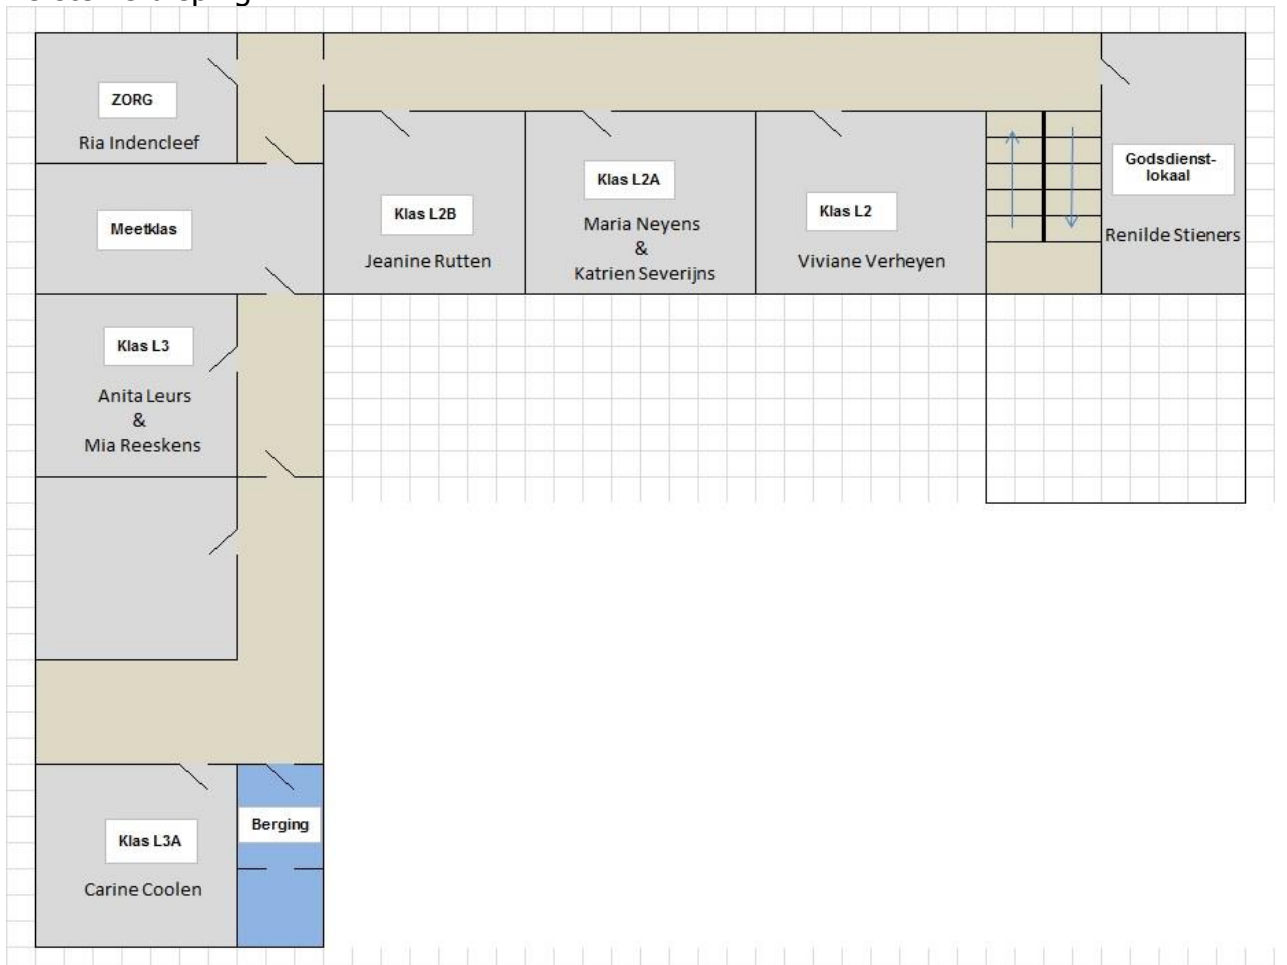 ZORG
Ria Indencleef
Meetklas
Klas L2B
Jeanine Rutten
Klas L2A
Maria Neyens
&
Katrien Severijns
Klas L2
Viviane Verheyen
Godsdienst-
lokaal
Renilde Stieners
Klas L3
Anita Leurs
&
Mia Reeskens
Klas L3A
Carine Coolen
Berging